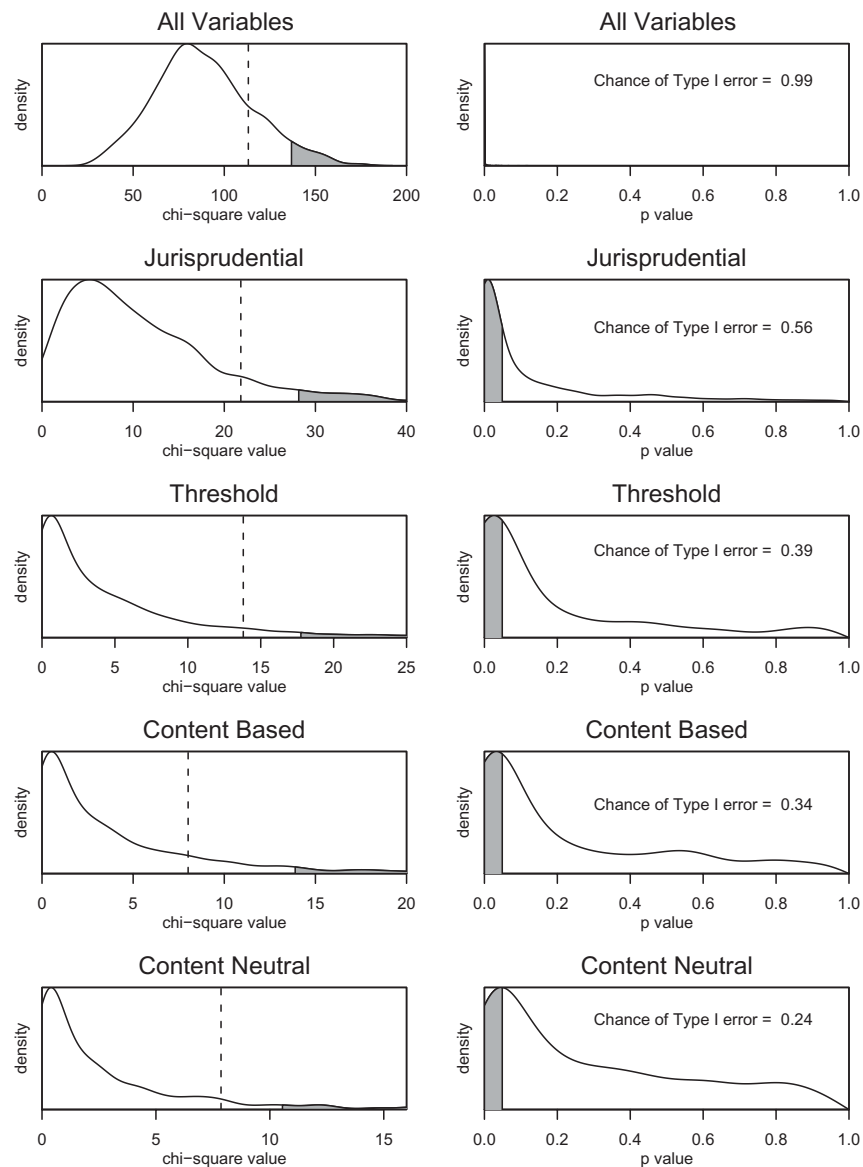 All Variables
density
0 50 100 150 200
chi−square value
All Variables
density
Chance of Type I error = 0.99
0.0 0.2 0.4 0.6 0.8 1.0
p value
Jurisprudential
density
0 10 20 30 40
chi−square value
Jurisprudential
density
Chance of Type I error = 0.56
0.0 0.2 0.4 0.6 0.8 1.0
p value
Threshold
density
0 5 10 15 20 25
chi−square value
Threshold
density
Chance of Type I error = 0.39
0.0 0.2 0.4 0.6 0.8 1.0
p value
Content Based
density
0 5 10 15 20
chi−square value
Content Based
density
Chance of Type I error = 0.34
0.0 0.2 0.4 0.6 0.8 1.0
p value
Content Neutral
density
0 5 10 15
chi−square value
Content Neutral
density
Chance of Type I error = 0.24
0.0 0.2 0.4 0.6 0.8 1.0
p value